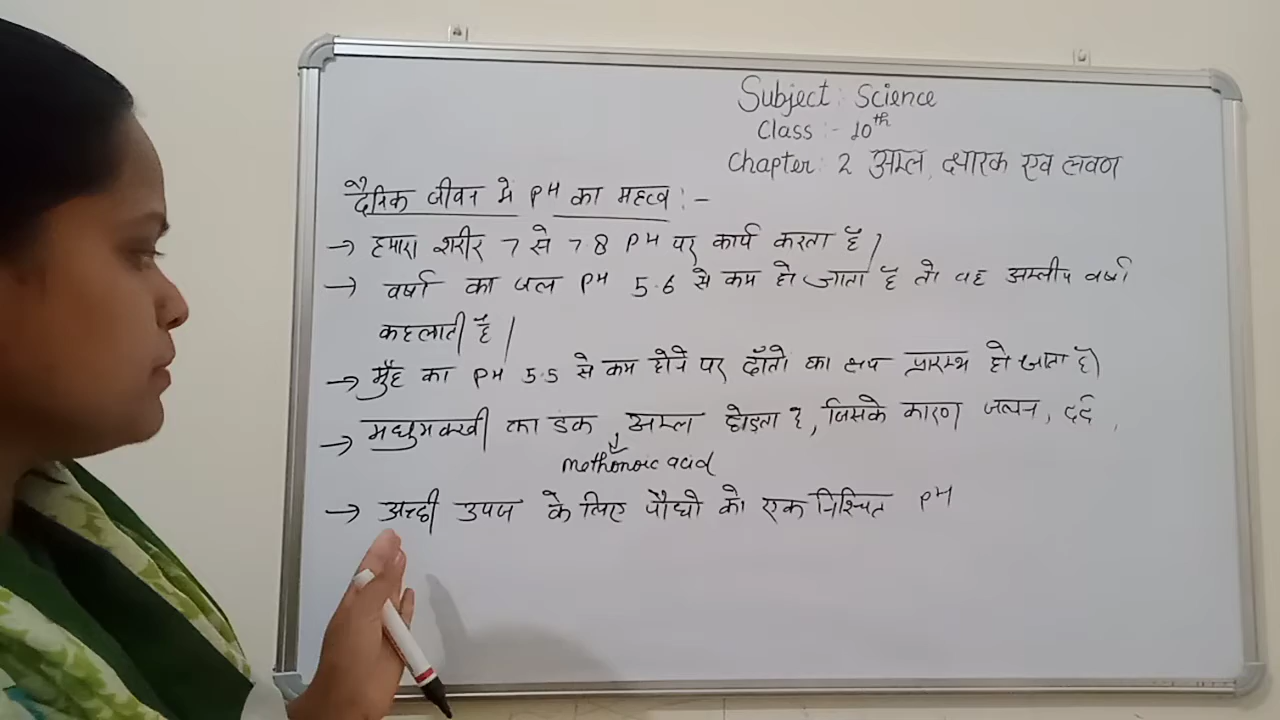 Subject: Science
Class :- 10th
Chapter: 2 अम्ल, क्षारक एव लवण
दैनिक जीवन मे PH का महत्व :-
→ हमारा शरीर 7 से 7 8 PH पर कार्य करता है।
→ वर्षा का जल PH 5.6 से कम हो जाता है तो वह अम्लीय वर्षा
कहलाती है।
→ मुँह का PH 5.5 से कम होने पर दाँतो का क्षय प्रारम्भ हो जाता है।
→ मधुमक्खी का डंक अम्ल छोड़ता है, जिसके कारण जलन, दर्द,
methonoic acid
→ अच्छी उपज के लिए पौधो को एक निश्चित PH